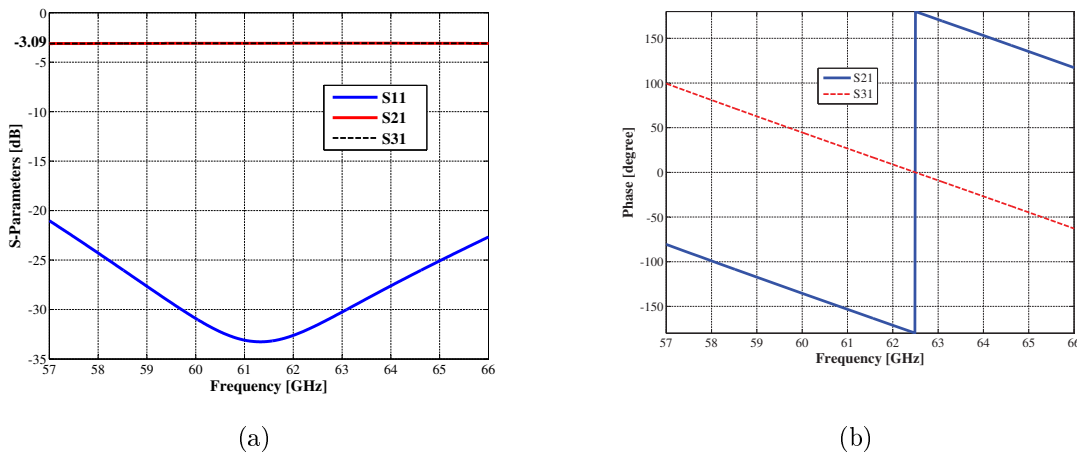 0
-3.09
-5
-10
-15
-20
-25
-30
-35
S-Parameters [dB]
S11
S21
S31
57 58 59 60 61 62 63 64 65 66
Frequency [GHz]
(a)
150
100
50
0
-50
-100
-150
Phase [degree]
S21
S31
57 58 59 60 61 62 63 64 65 66
Frequency [GHz]
(b)